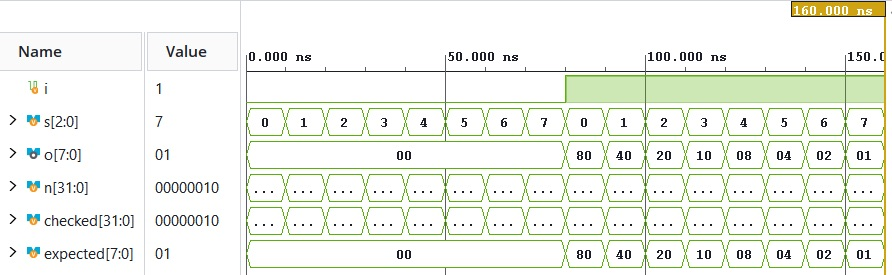 160.000 ns
Name Value 0.000 ns 50.000 ns 100.000 ns 150.0
i 1
s[2:0] 7 0 1 2 3 4 5 6 7 0 1 2 3 4 5 6 7
o[7:0] 01 00 80 40 20 10 08 04 02 01
n[31:0] 00000010 ... ... ... ... ... ... ... ... ... ... ... ... ... ... ... ...
checked[31:0] 00000010 ... ... ... ... ... ... ... ... ... ... ... ... ... ... ... ...
expected[7:0] 01 00 80 40 20 10 08 04 02 01